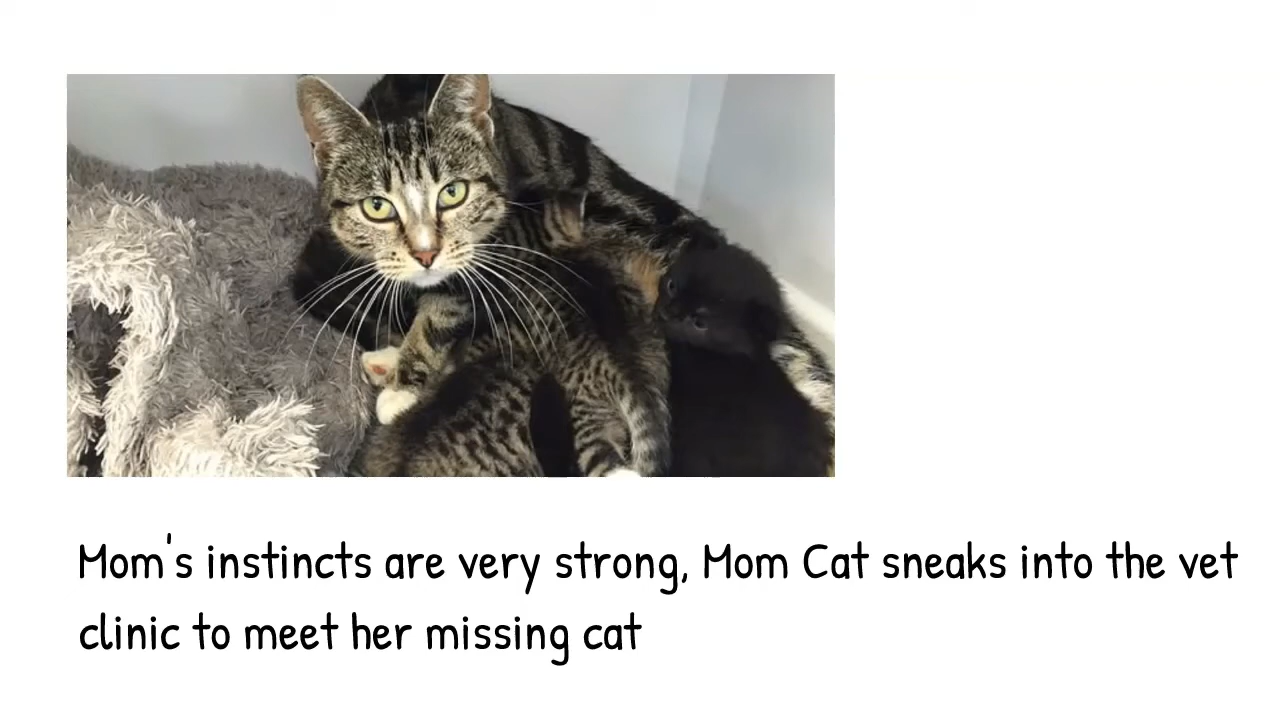 Mom's instincts are very strong, Mom Cat sneaks into the vet
clinic to meet her missing cat